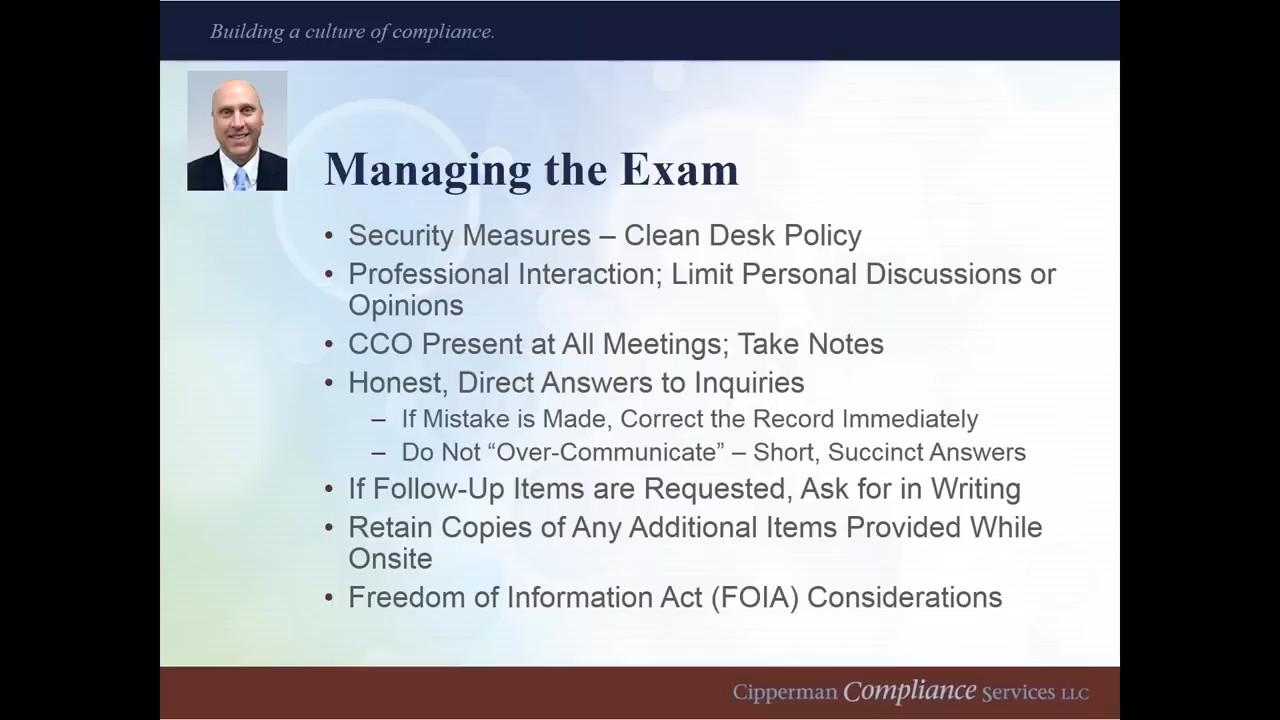 Building a culture of compliance.
Managing the Exam
• Security Measures – Clean Desk Policy
• Professional Interaction; Limit Personal Discussions or
Opinions
• CCO Present at All Meetings; Take Notes
• Honest, Direct Answers to Inquiries
– If Mistake is Made, Correct the Record Immediately
– Do Not “Over-Communicate” – Short, Succinct Answers
• If Follow-Up Items are Requested, Ask for in Writing
• Retain Copies of Any Additional Items Provided While
Onsite
• Freedom of Information Act (FOIA) Considerations
Cipperman Compliance Services LLC